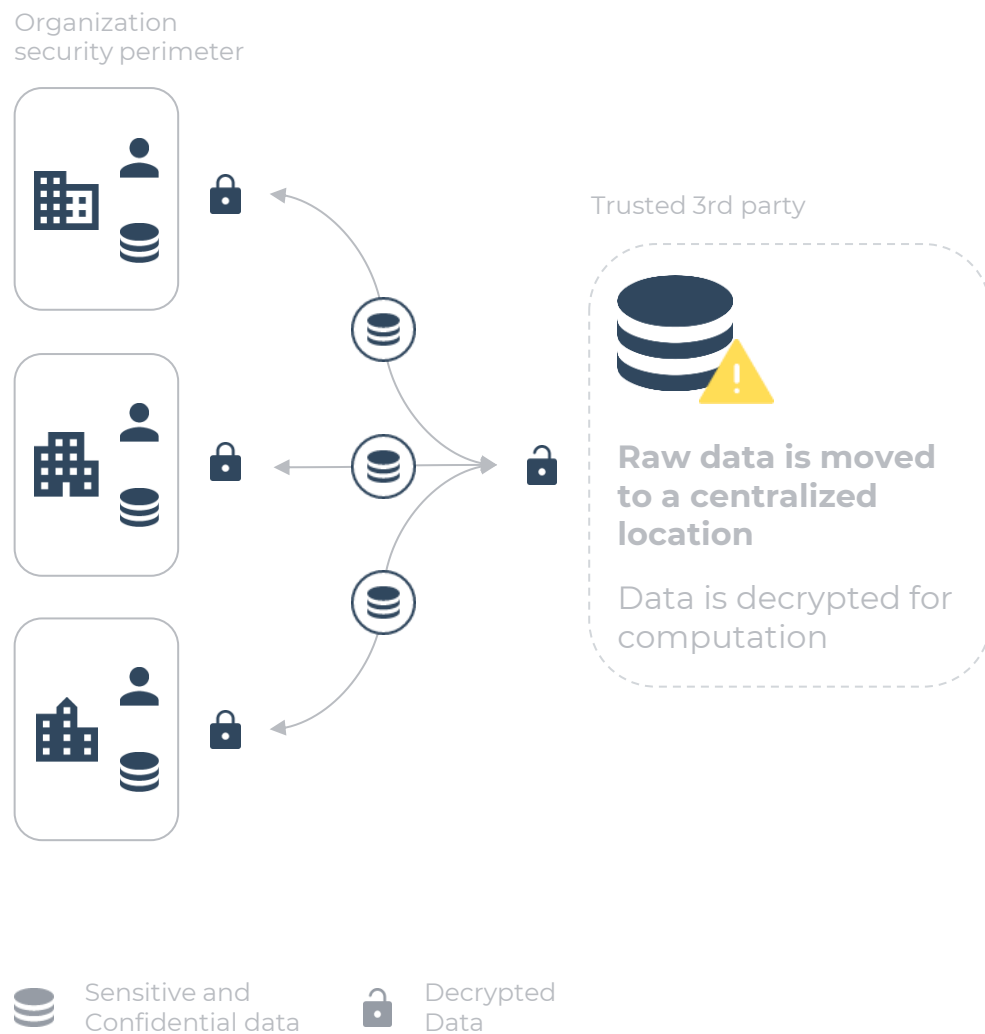 Organization
security perimeter
Trusted 3rd party
Raw data is moved
to a centralized
location
Data is decrypted for
computation
Sensitive and
Confidential data
Decrypted
Data